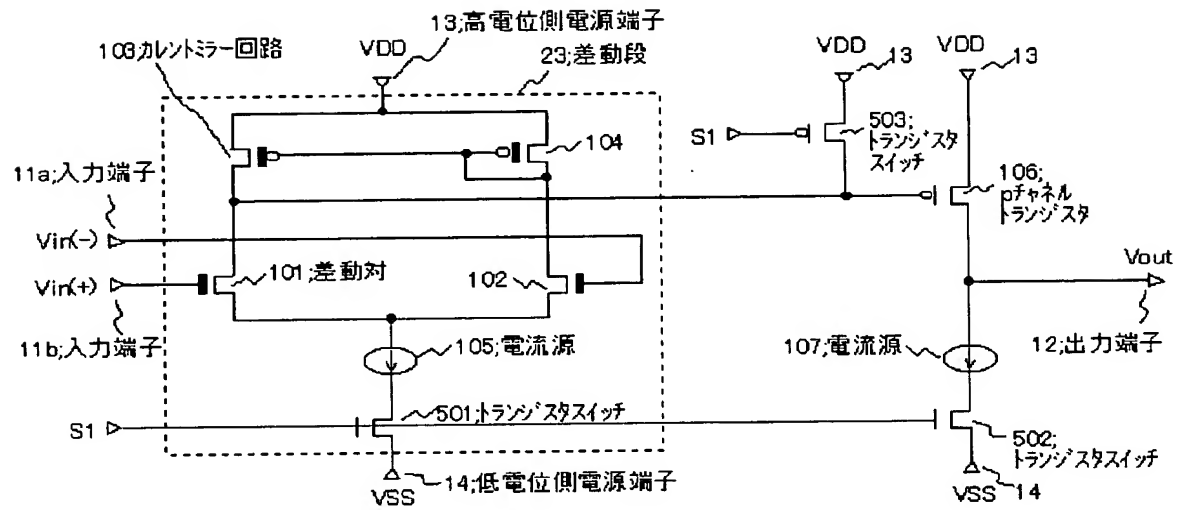 13;高電位側電源端子
103;カレントミラー回路
VDD
23;差動段
VDD
13
VDD
13
S1
503;
トランジスタ
スイッチ
104
106;
pチャネル
トランジスタ
11a;入力端子
Vin(-)
Vin(+)
101;差動対
102
Vout
11b;入力端子
105;電流源
107;電流源
12;出力端子
S1
501;トランジスタスイッチ
502;
トランジスタスイッチ
VSS
14;低電位側電源端子
VSS
14